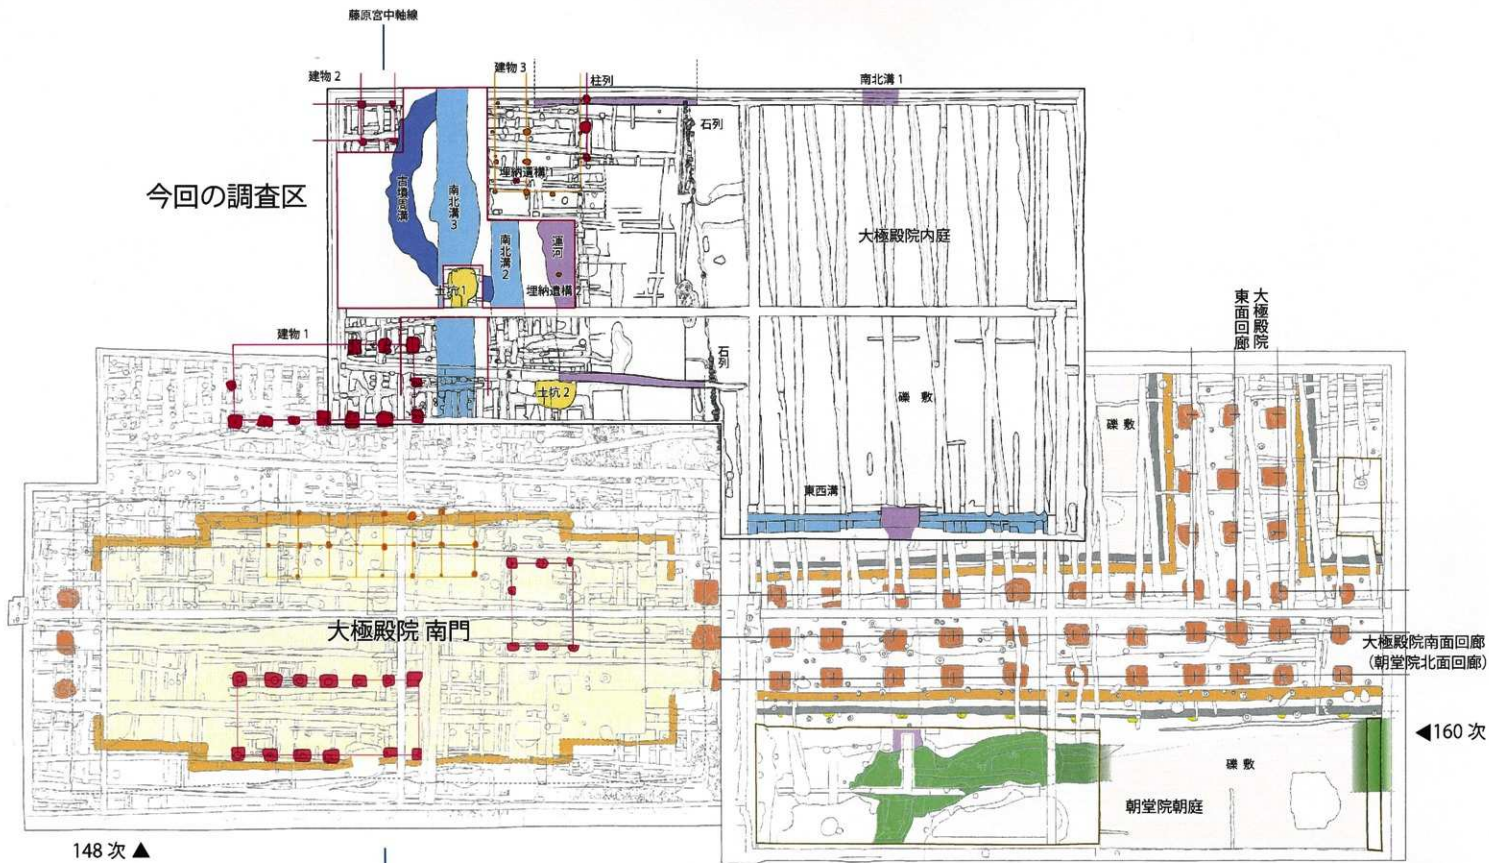 藤原宮中軸線
建物 2
建物 3
柱列
南北溝 1
石列
今回の調査区
古墳周溝
南北溝3
埋納遺構 1
南北溝2
運河
大極殿院内庭
土坑 1
埋納遺構 2
大極殿院
東面回廊
建物 1
石列
土坑 2
礫 敷
礫 敷
東西溝
大極殿院 南門
大極殿院南面回廊
(朝堂院北面回廊)
◀160 次
礫 敷
朝堂院朝庭
148 次 ▲